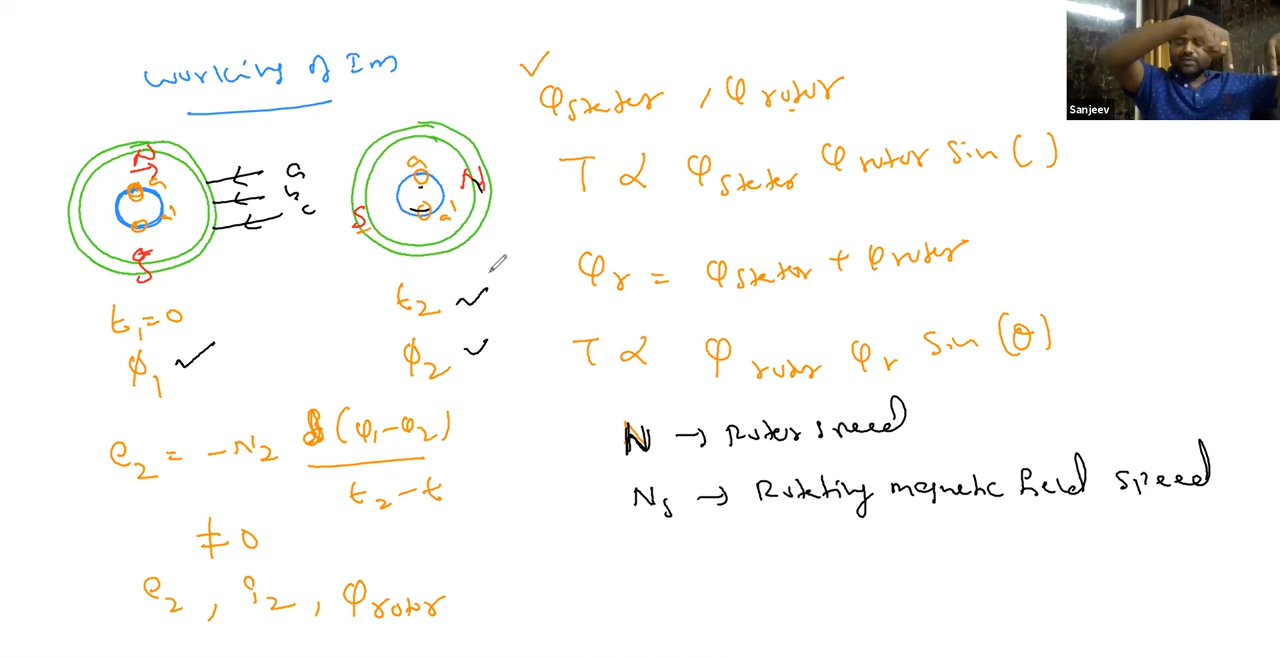 Working of Im
N
a
a'
S
a
b
c
a
N
S
a'
t₁=0
φ₁ ✓
t₂ ✓
φ₂ ✓
e₂ = -N₂ (φ₁-φ₂)
t₂-t
≠ 0
e₂, i₂, φrotor
✓
φstator, φrotor
T ∝ φstator φrotor sin( )
φr = φstator + φrotor
T ∝ φrotor φr sin(θ)
N → Rotor speed
Ns → Rotating magnetic field speed
Sanjeev